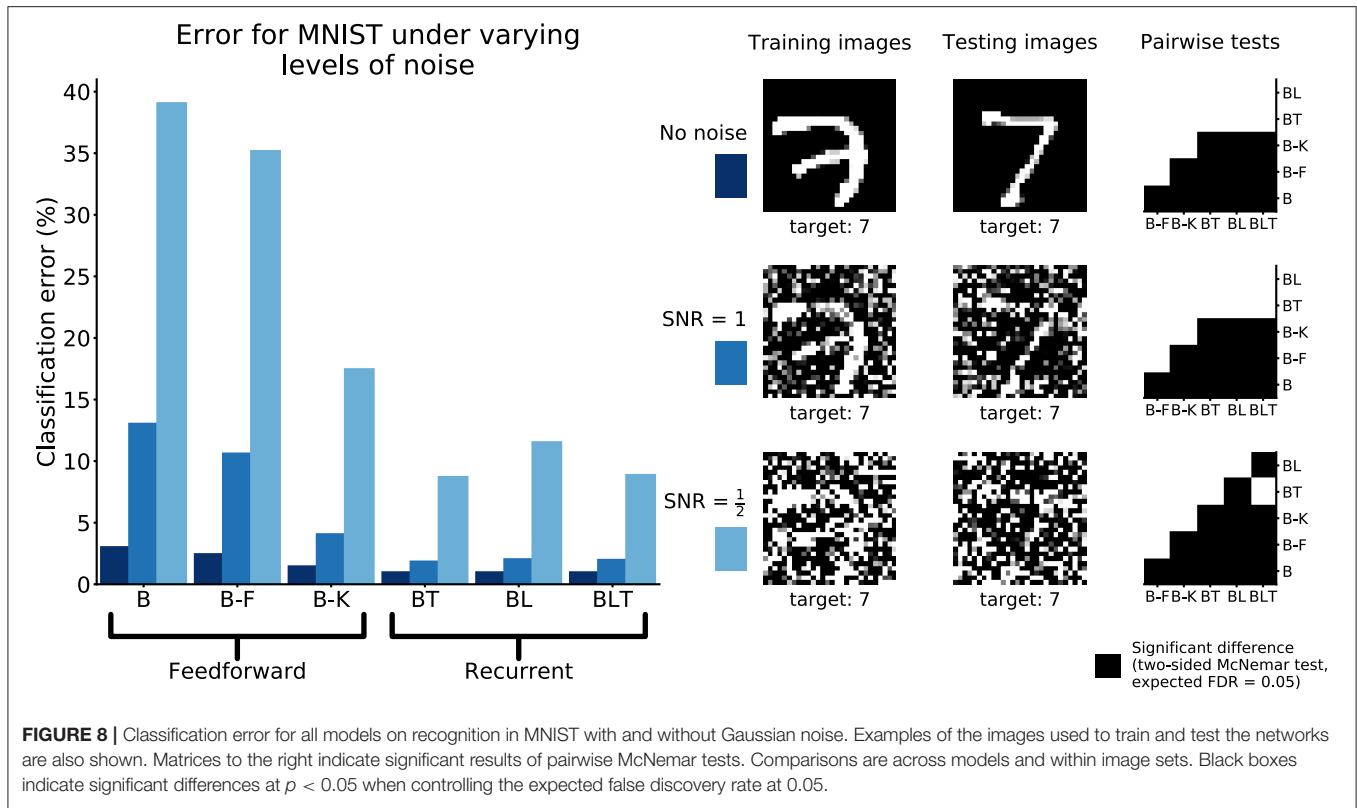 Error for MNIST under varying
levels of noise
Classification error (%)
40
35
30
25
20
15
10
5
0
B
B-F
B-K
BT
BL
BLT
Feedforward
Recurrent
Training images
Testing images
Pairwise tests
No noise
target: 7
target: 7
BL
BT
B-K
B-F
B
B-F B-K BT BL BLT
SNR = 1
target: 7
target: 7
BL
BT
B-K
B-F
B
B-F B-K BT BL BLT
SNR = 1/2
target: 7
target: 7
BL
BT
B-K
B-F
B
B-F B-K BT BL BLT
Significant difference
(two-sided McNemar test,
expected FDR = 0.05)
FIGURE 8 | Classification error for all models on recognition in MNIST with and without Gaussian noise. Examples of the images used to train and test the networks
are also shown. Matrices to the right indicate significant results of pairwise McNemar tests. Comparisons are across models and within image sets. Black boxes
indicate significant differences at p < 0.05 when controlling the expected false discovery rate at 0.05.